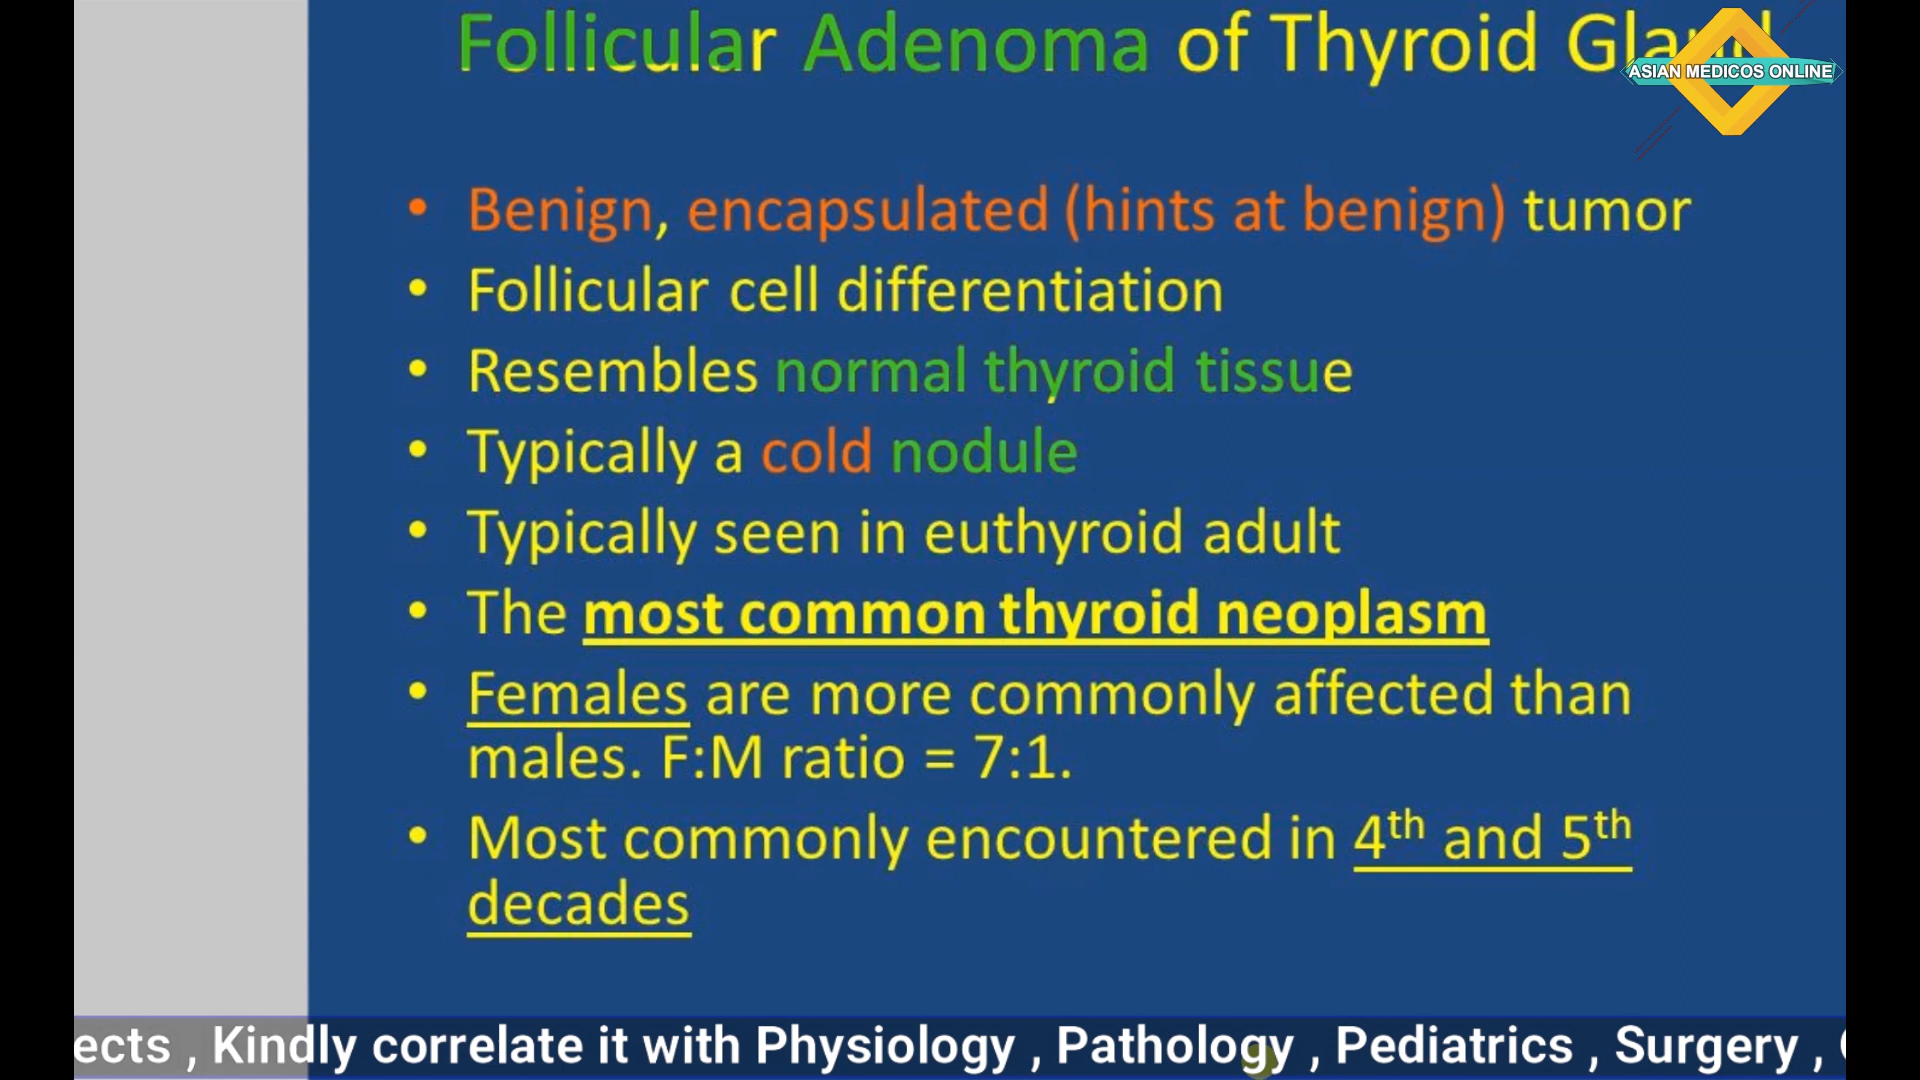 Follicular Adenoma of Thyroid Gland
ASIAN MEDICOS ONLINE
• Benign, encapsulated (hints at benign) tumor
• Follicular cell differentiation
• Resembles normal thyroid tissue
• Typically a cold nodule
• Typically seen in euthyroid adult
• The most common thyroid neoplasm
• Females are more commonly affected than
males. F:M ratio = 7:1.
• Most commonly encountered in 4th and 5th
decades
ects , Kindly correlate it with Physiology , Pathology , Pediatrics , Surgery ,